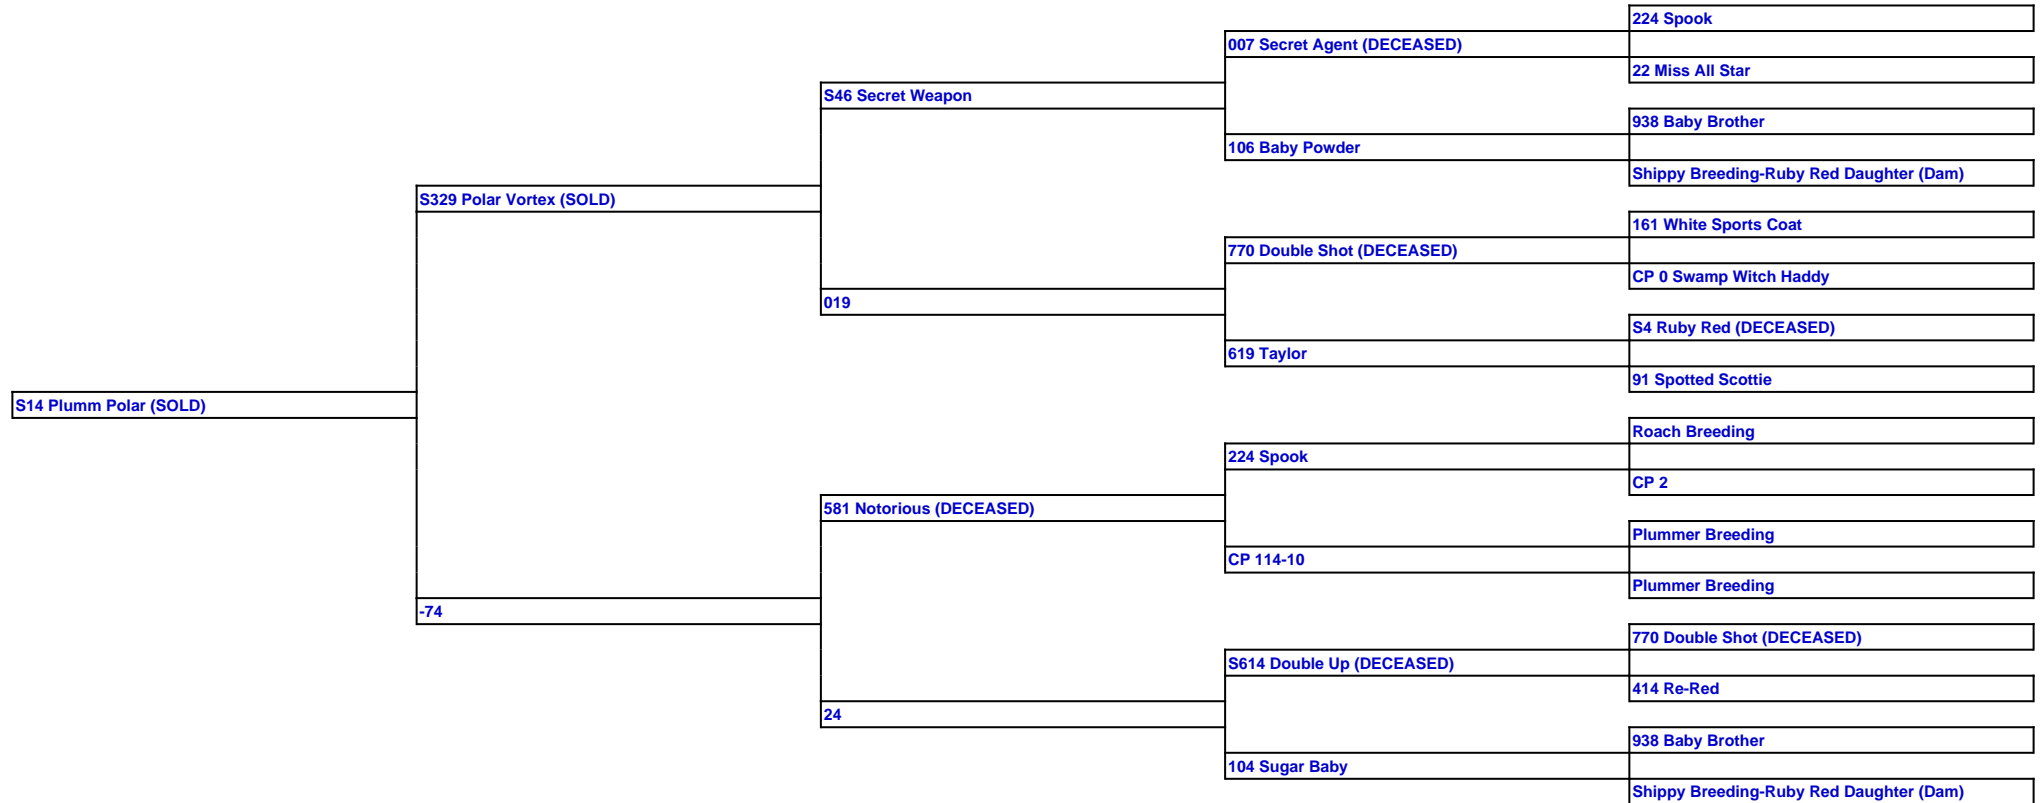 224 Spook
007 Secret Agent (DECEASED)
22 Miss All Star
S46 Secret Weapon
938 Baby Brother
106 Baby Powder
Shippy Breeding-Ruby Red Daughter (Dam)
S329 Polar Vortex (SOLD)
161 White Sports Coat
770 Double Shot (DECEASED)
CP 0 Swamp Witch Haddy
019
S4 Ruby Red (DECEASED)
619 Taylor
91 Spotted Scottie
S14 Plumm Polar (SOLD)
Roach Breeding
224 Spook
CP 2
581 Notorious (DECEASED)
Plummer Breeding
CP 114-10
Plummer Breeding
-74
770 Double Shot (DECEASED)
S614 Double Up (DECEASED)
414 Re-Red
24
938 Baby Brother
104 Sugar Baby
Shippy Breeding-Ruby Red Daughter (Dam)